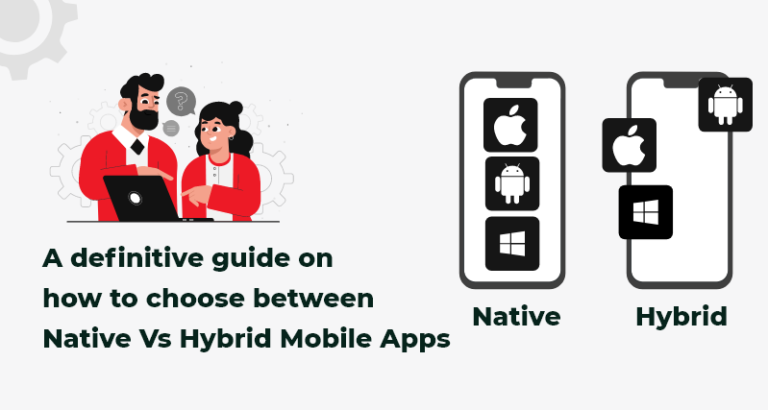 A definitive guide on
how to choose between
Native Vs Hybrid Mobile Apps
Native
Hybrid